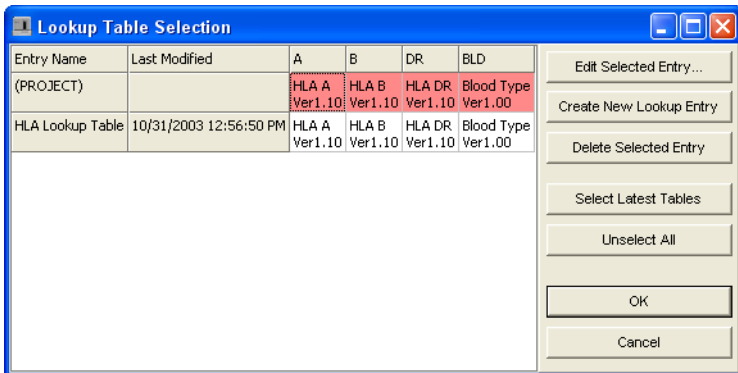 Lookup Table Selection
Entry Name Last Modified A B DR BLD
(PROJECT) HLA A HLA B HLA DR Blood Type
Ver1.10 Ver1.10 Ver1.10 Ver1.00
HLA Lookup Table 10/31/2003 12:56:50 PM HLA A HLA B HLA DR Blood Type
Ver1.10 Ver1.10 Ver1.10 Ver1.00
Edit Selected Entry...
Create New Lookup Entry
Delete Selected Entry
Select Latest Tables
Unselect All
OK
Cancel